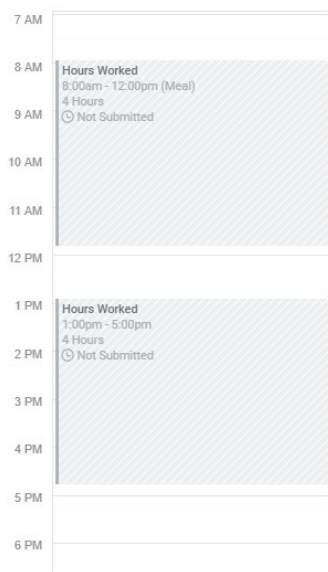 7 AM
8 AM
Hours Worked
8:00am - 12:00pm (Meal)
4 Hours
Not Submitted
9 AM
10 AM
11 AM
12 PM
1 PM
Hours Worked
1:00pm - 5:00pm
4 Hours
Not Submitted
2 PM
3 PM
4 PM
5 PM
6 PM